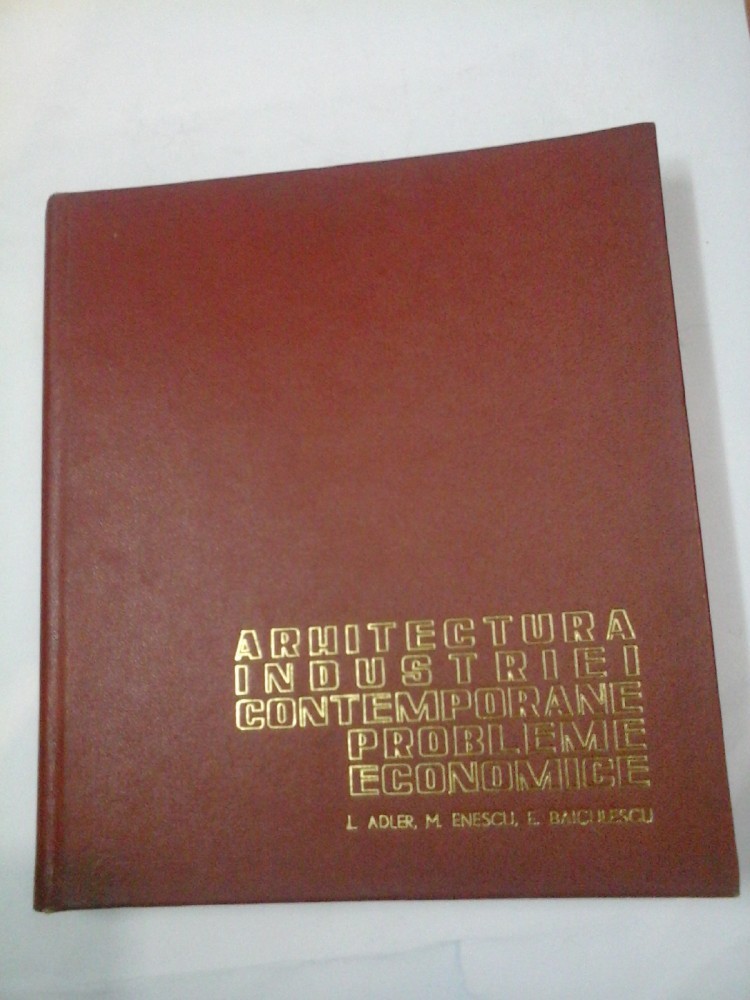 ARHITECTURA
INDUSTRIEI
CONTEMPORANE
PROBLEME
ECONOMICE
L. ADLER, M. ENESCU, E. BAICULESCU